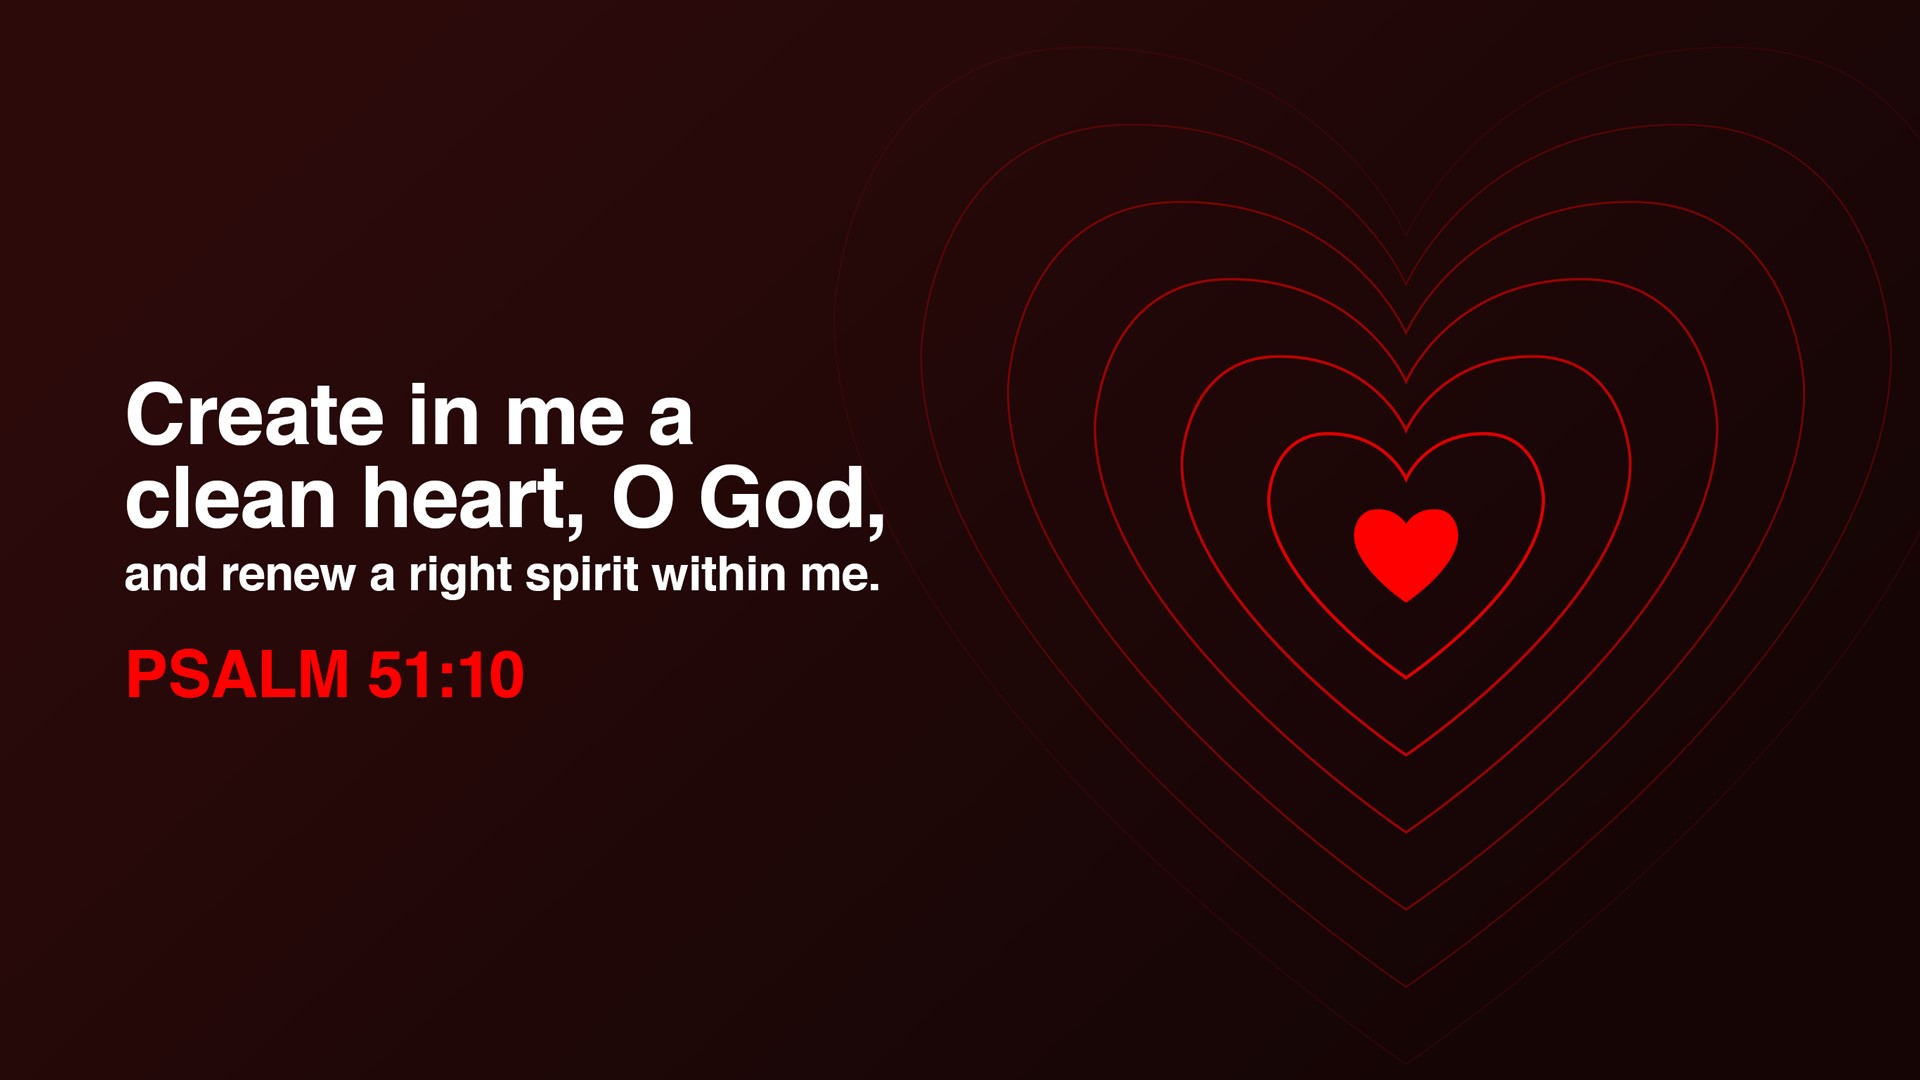 Create in me a
clean heart, O God,
and renew a right spirit within me.
PSALM 51:10